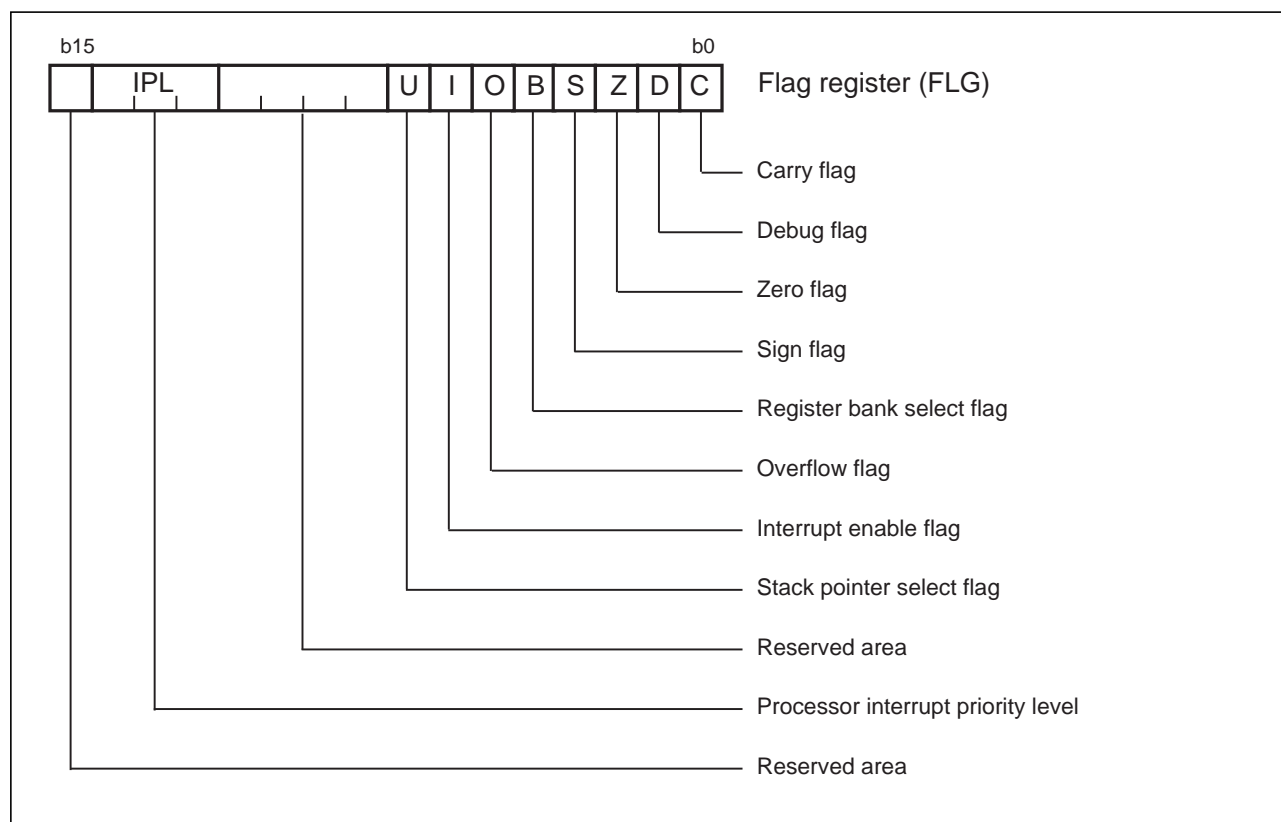 b15 b0
IPL U I O B S Z D C Flag register (FLG)
Carry flag
Debug flag
Zero flag
Sign flag
Register bank select flag
Overflow flag
Interrupt enable flag
Stack pointer select flag
Reserved area
Processor interrupt priority level
Reserved area